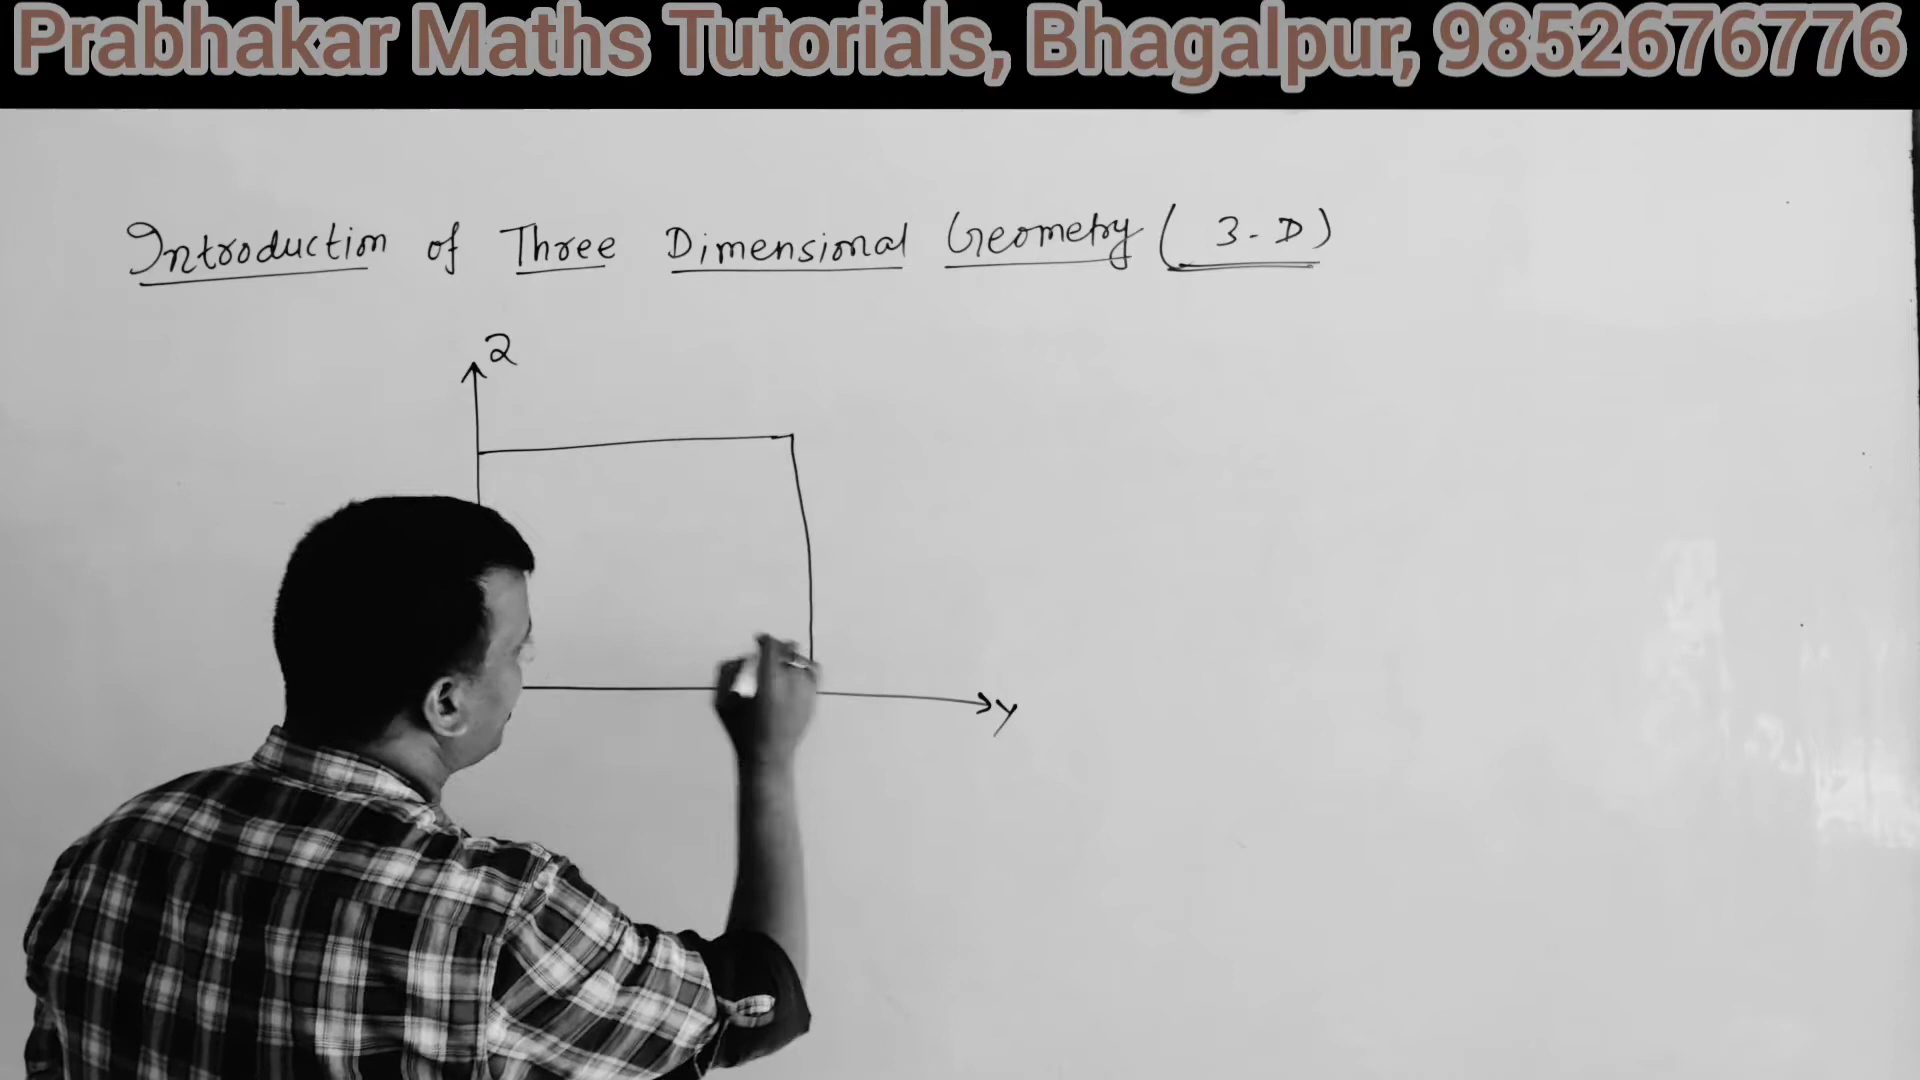 Prabhakar Maths Tutorials, Bhagalpur, 9852676776
Introduction of Three Dimensional Geometry ( 3-D )
Z
y